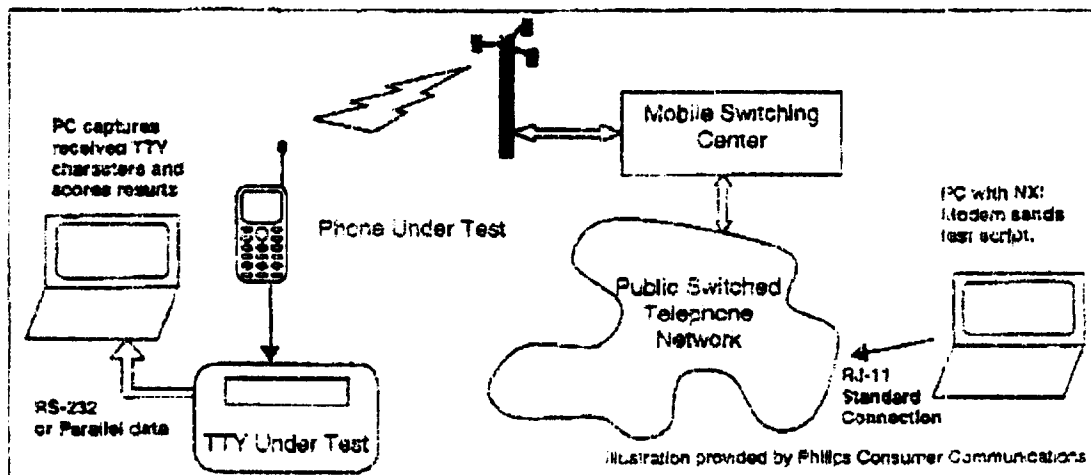 PC captures
received TTY
characters and
scores results
Phone Under Test
RS-232
or Parallel data
TTY Under Test
Mobile Switching
Center
Public Switched
Telephone
Network
PC with NXi
Modem sends
test script.
RJ-11
Standard
Connection
Illustration provided by Philips Consumer Communications